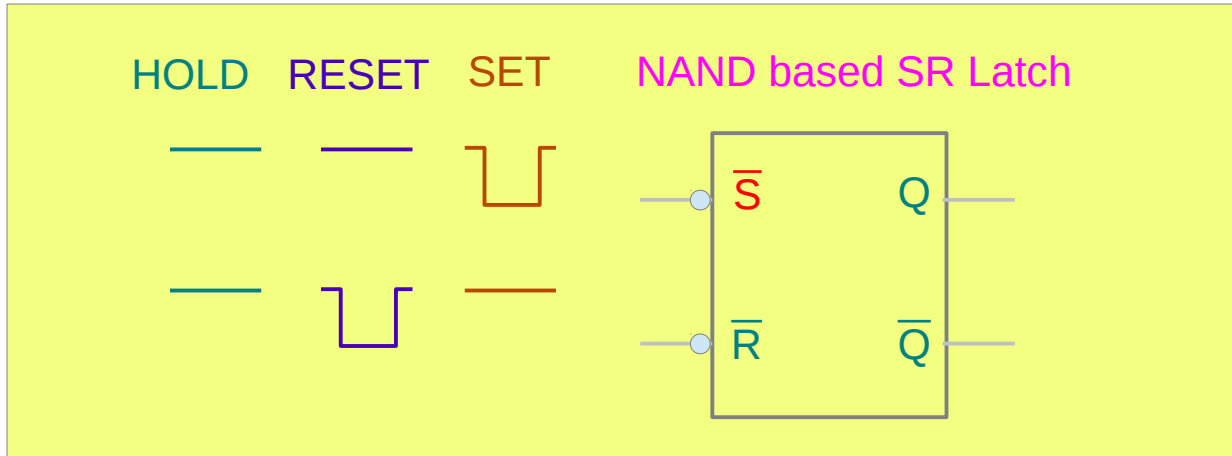 HOLD RESET SET NAND based SR Latch
S̅ Q
R̅ Q̅